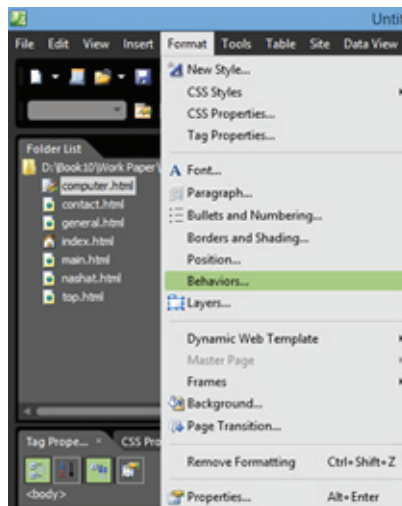 Untit
File Edit View Insert Format Tools Table Site Data View
New Style...
CSS Styles
CSS Properties...
Tag Properties...
Folder List
D:\Book10\Work Paper\
computer.html
contact.html
general.html
index.html
main.html
nashat.html
top.html
Font...
Paragraph...
Bullets and Numbering...
Borders and Shading...
Position...
Behaviors...
Layers...
Dynamic Web Template
Master Page
Frames
Background...
Page Transition...
Remove Formatting Ctrl+Shift+Z
Properties... Alt+Enter
Tag Prope... × CSS Pro
<body>